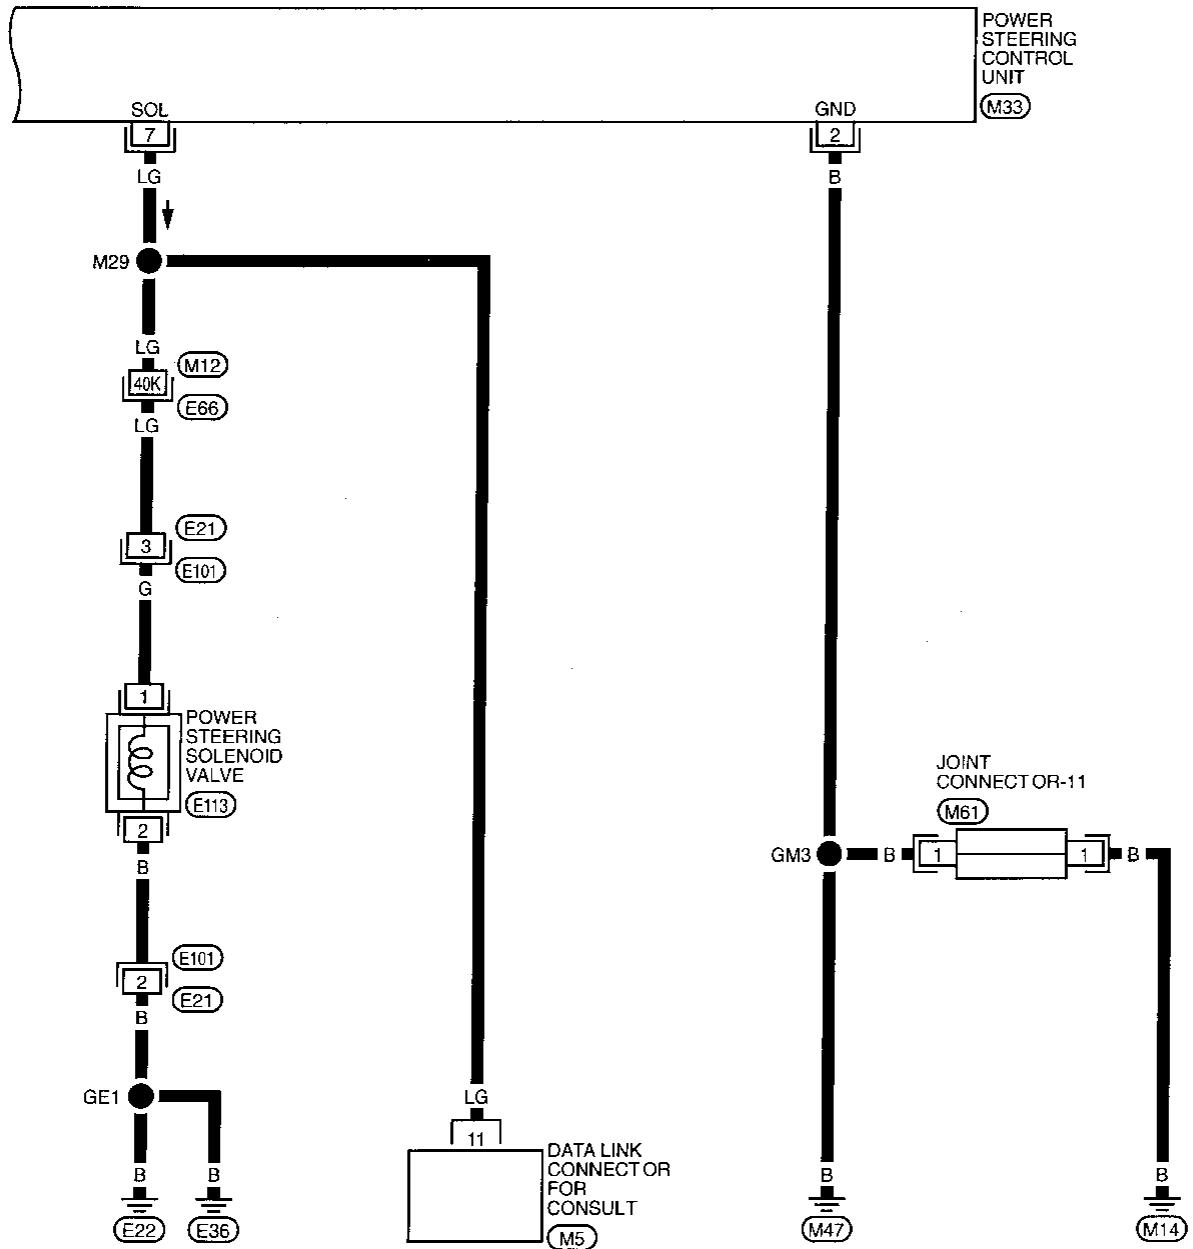 POWER
STEERING
CONTROL
UNIT
M33
SOL
GND
7
2
LG
B
M29
LG
M12
40K
E66
LG
E21
3
E101
G
1
POWER
STEERING
SOLENOID
VALVE
E113
2
B
JOINT
CONNECTOR-11
M61
GM3
B
1
1
B
E101
2
E21
B
GE1
LG
11
DATA LINK
CONNECTOR
FOR
CONSULT
M5
B
B
B
B
E22
E36
M47
M14